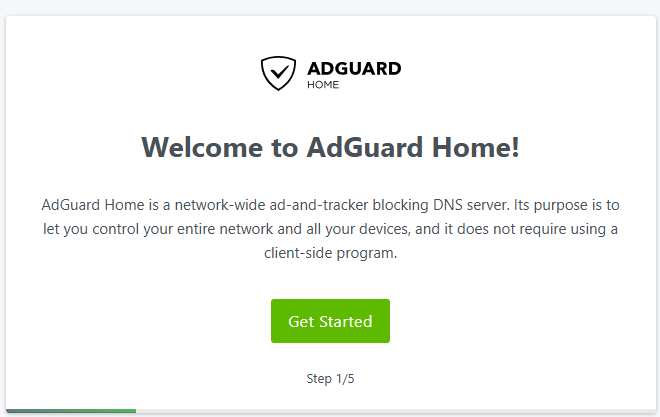 ADGUARD
HOME
Welcome to AdGuard Home!
AdGuard Home is a network-wide ad-and-tracker blocking DNS server. Its purpose is to
let you control your entire network and all your devices, and it does not require using a
client-side program.
Get Started
Step 1/5